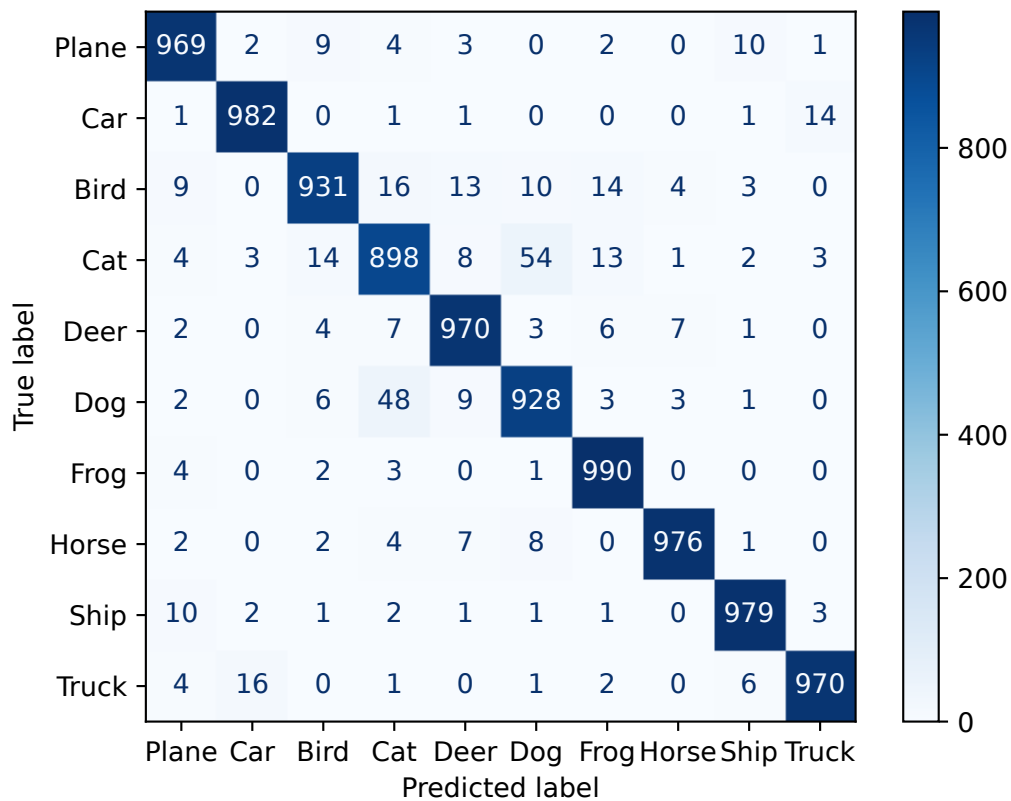 Plane 969 2 9 4 3 0 2 0 10 1
Car 1 982 0 1 1 0 0 0 1 14
Bird 9 0 931 16 13 10 14 4 3 0
Cat 4 3 14 898 8 54 13 1 2 3
Deer 2 0 4 7 970 3 6 7 1 0
Dog 2 0 6 48 9 928 3 3 1 0
Frog 4 0 2 3 0 1 990 0 0 0
Horse 2 0 2 4 7 8 0 976 1 0
Ship 10 2 1 2 1 1 1 0 979 3
Truck 4 16 0 1 0 1 2 0 6 970
Plane Car Bird Cat Deer Dog Frog Horse Ship Truck
Predicted label
True label
800
600
400
200
0